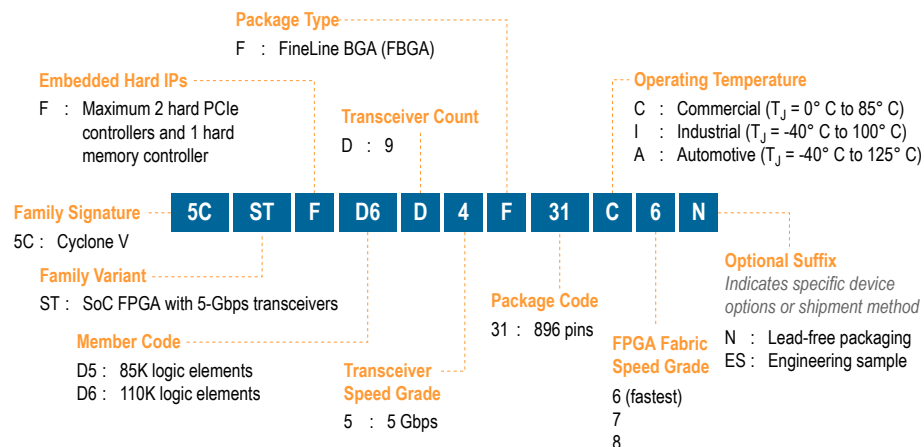 Package Type
F : FineLine BGA (FBGA)
Embedded Hard IPs
F : Maximum 2 hard PCIe
controllers and 1 hard
memory controller
Transceiver Count
D : 9
Operating Temperature
C : Commercial (TJ = 0° C to 85° C)
I : Industrial (TJ = -40° C to 100° C)
A : Automotive (TJ = -40° C to 125° C)
5C ST F D6 D 4 F 31 C 6 N
Family Signature
5C : Cyclone V
Family Variant
ST : SoC FPGA with 5-Gbps transceivers
Member Code
D5 : 85K logic elements
D6 : 110K logic elements
Transceiver
Speed Grade
5 : 5 Gbps
Package Code
31 : 896 pins
FPGA Fabric
Speed Grade
6 (fastest)
7
8
Optional Suffix
Indicates specific device
options or shipment method
N : Lead-free packaging
ES : Engineering sample